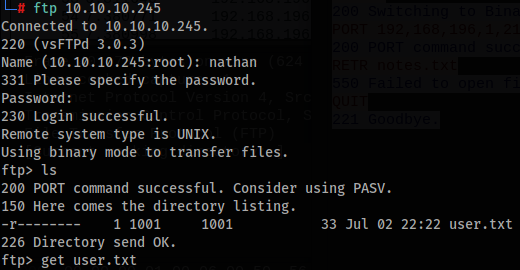 └─# ftp 10.10.10.245
Connected to 10.10.10.245.
220 (vsFTPd 3.0.3)
Name (10.10.10.245:root): nathan
331 Please specify the password.
Password:
230 Login successful.
Remote system type is UNIX.
Using binary mode to transfer files.
ftp> ls
200 PORT command successful. Consider using PASV.
150 Here comes the directory listing.
-r-------- 1 1001 1001 33 Jul 02 22:22 user.txt
226 Directory send OK.
ftp> get user.txt
200 Switching to Bina
PORT 192,168,196,1,21
200 PORT command succ
RETR notes.txt
550 Failed to open fi
QUIT
221 Goodbye.